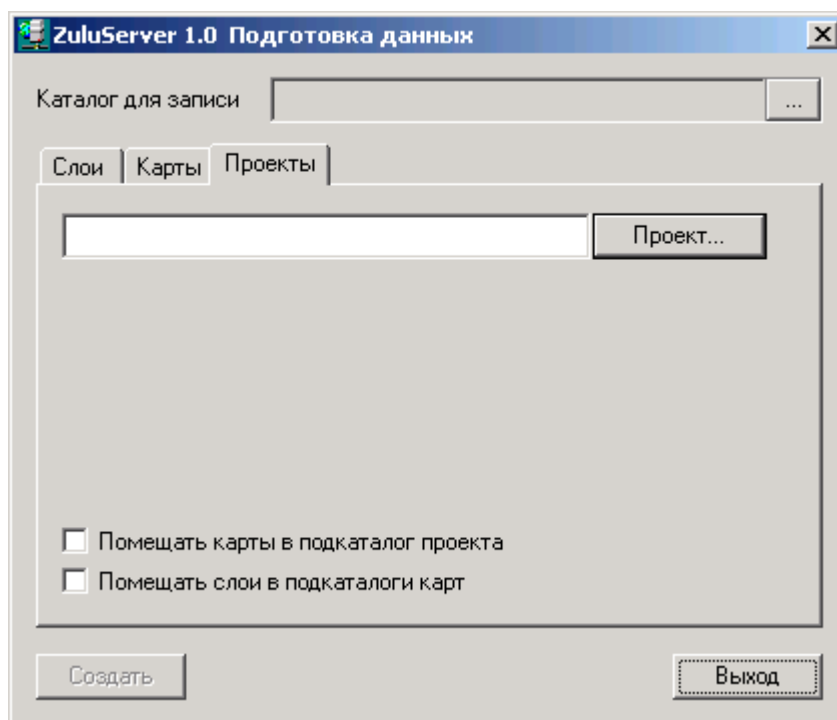 ZuluServer 1.0 Подготовка данных
Каталог для записи ...
Слои Карты Проекты
Проект...
Помещать карты в подкаталог проекта
Помещать слои в подкаталоги карт
Создать Выход